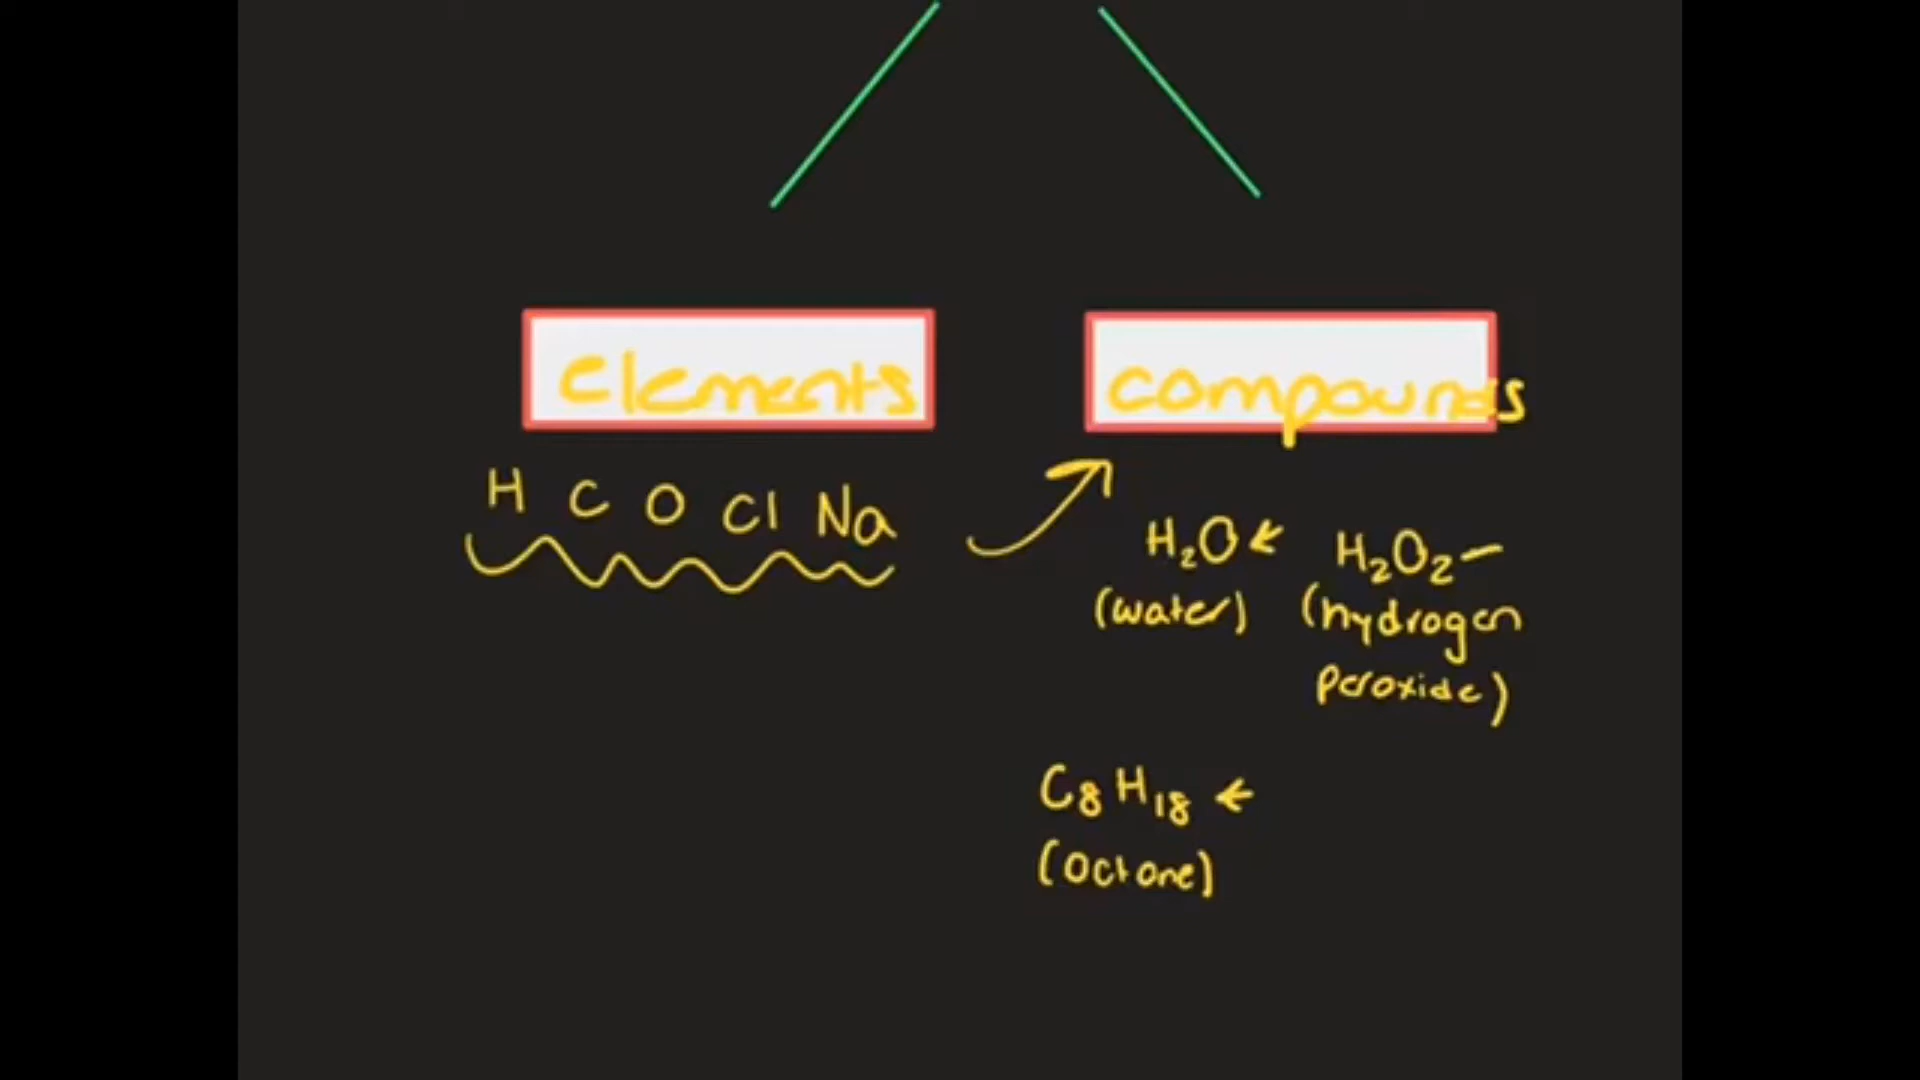 elements
compounds
H C O Cl Na
H₂O
H₂O₂
(water)
(hydrogen
peroxide)
C₈H₁₈
(octane)